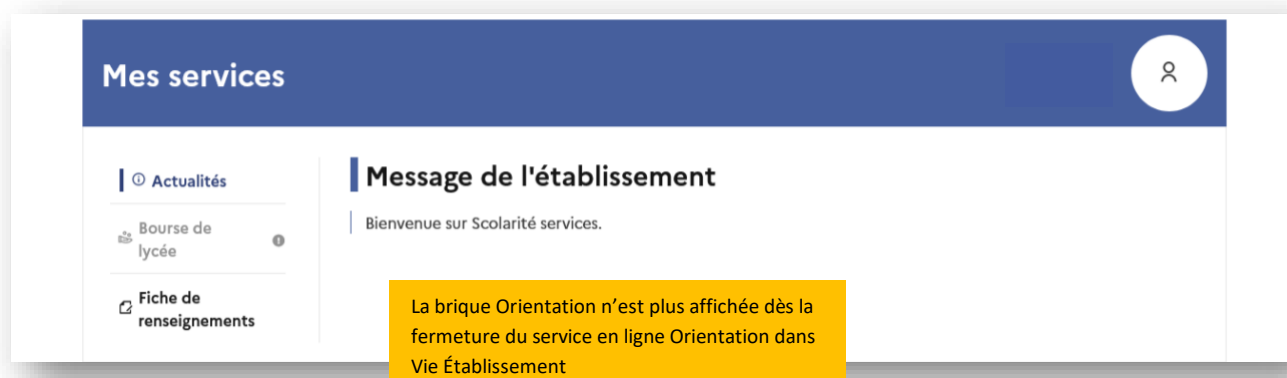 Mes services
Actualités
Bourse de
lycée
Fiche de
renseignements
Message de l'établissement
Bienvenue sur Scolarité services.
La brique Orientation n’est plus affichée dès la
fermeture du service en ligne Orientation dans
Vie Établissement